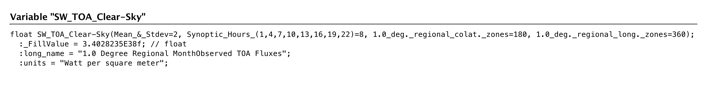 Variable "SW_TOA_Clear-Sky"
float SW_TOA_Clear-Sky(Mean_&_Stdev=2, Synoptic_Hours_(1,4,7,10,13,16,19,22)=8, 1.0_deg._regional_colat._zones=180, 1.0_deg._regional_long._zones=360);
:_FillValue = 3.4028235E38f; // float
:long_name = "1.0 Degree Regional MonthObserved TOA Fluxes";
:units = "Watt per square meter";